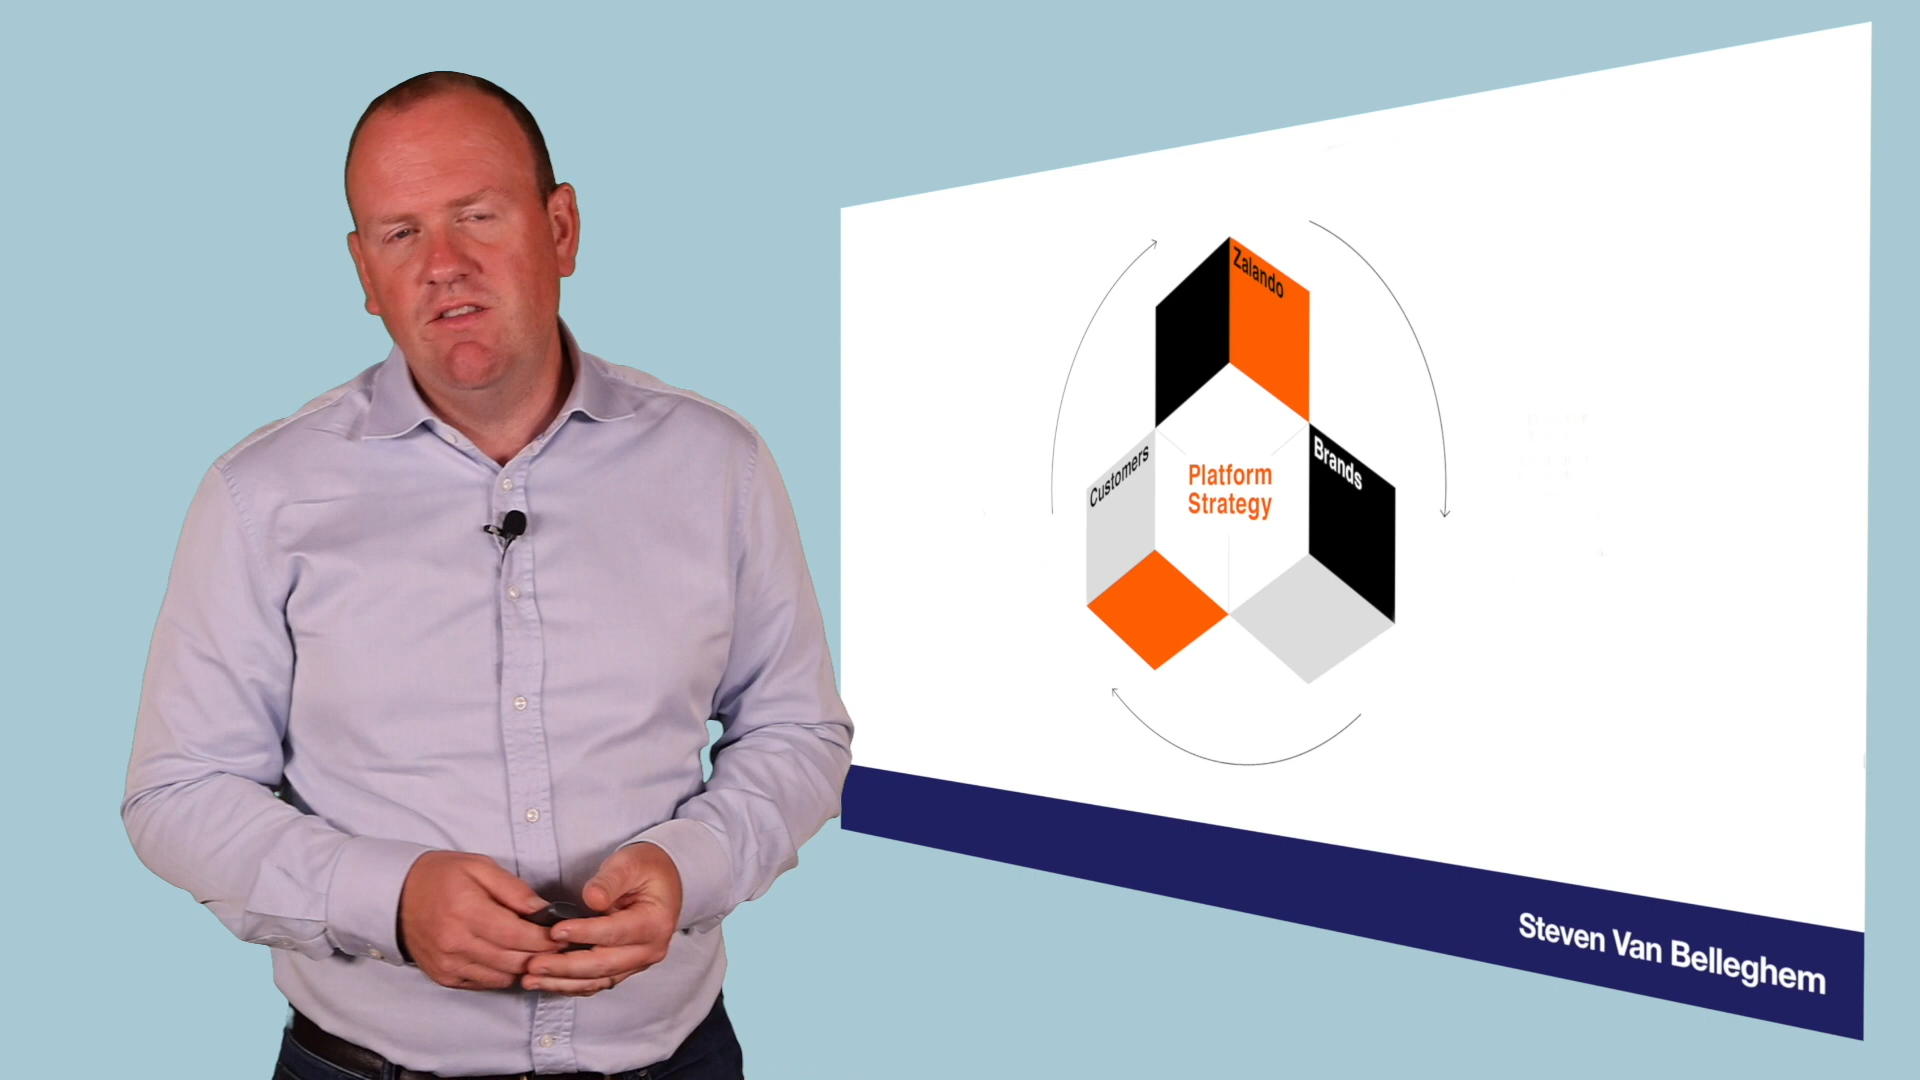 Zalando
Customers
Brands
Platform
Strategy
Steven Van Belleghem